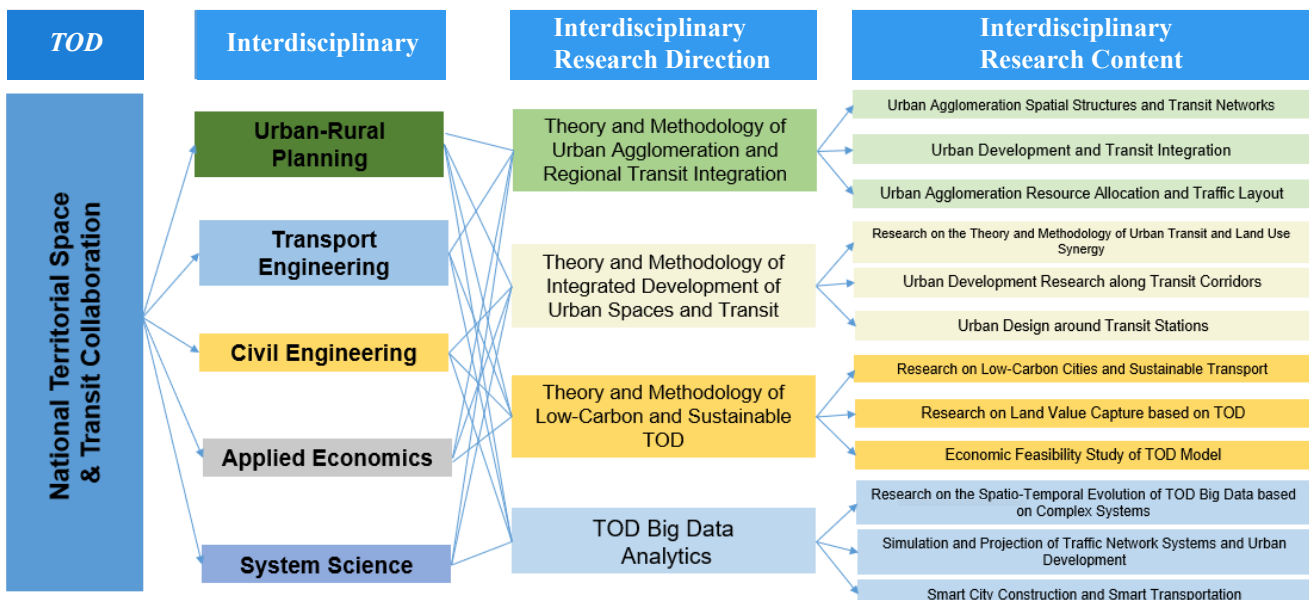 TOD
Interdisciplinary
Interdisciplinary
Research Direction
Interdisciplinary
Research Content
National Territorial Space
& Transit Collaboration
Urban-Rural
Planning
Transport
Engineering
Civil Engineering
Applied Economics
System Science
Theory and Methodology of
Urban Agglomeration and
Regional Transit Integration
Theory and Methodology of
Integrated Development of
Urban Spaces and Transit
Theory and Methodology of
Low-Carbon and Sustainable
TOD
TOD Big Data
Analytics
Urban Agglomeration Spatial Structures and Transit Networks
Urban Development and Transit Integration
Urban Agglomeration Resource Allocation and Traffic Layout
Research on the Theory and Methodology of Urban Transit and Land Use
Synergy
Urban Development Research along Transit Corridors
Urban Design around Transit Stations
Research on Low-Carbon Cities and Sustainable Transport
Research on Land Value Capture based on TOD
Economic Feasibility Study of TOD Model
Research on the Spatio-Temporal Evolution of TOD Big Data based
on Complex Systems
Simulation and Projection of Traffic Network Systems and Urban
Development
Smart City Construction and Smart Transportation